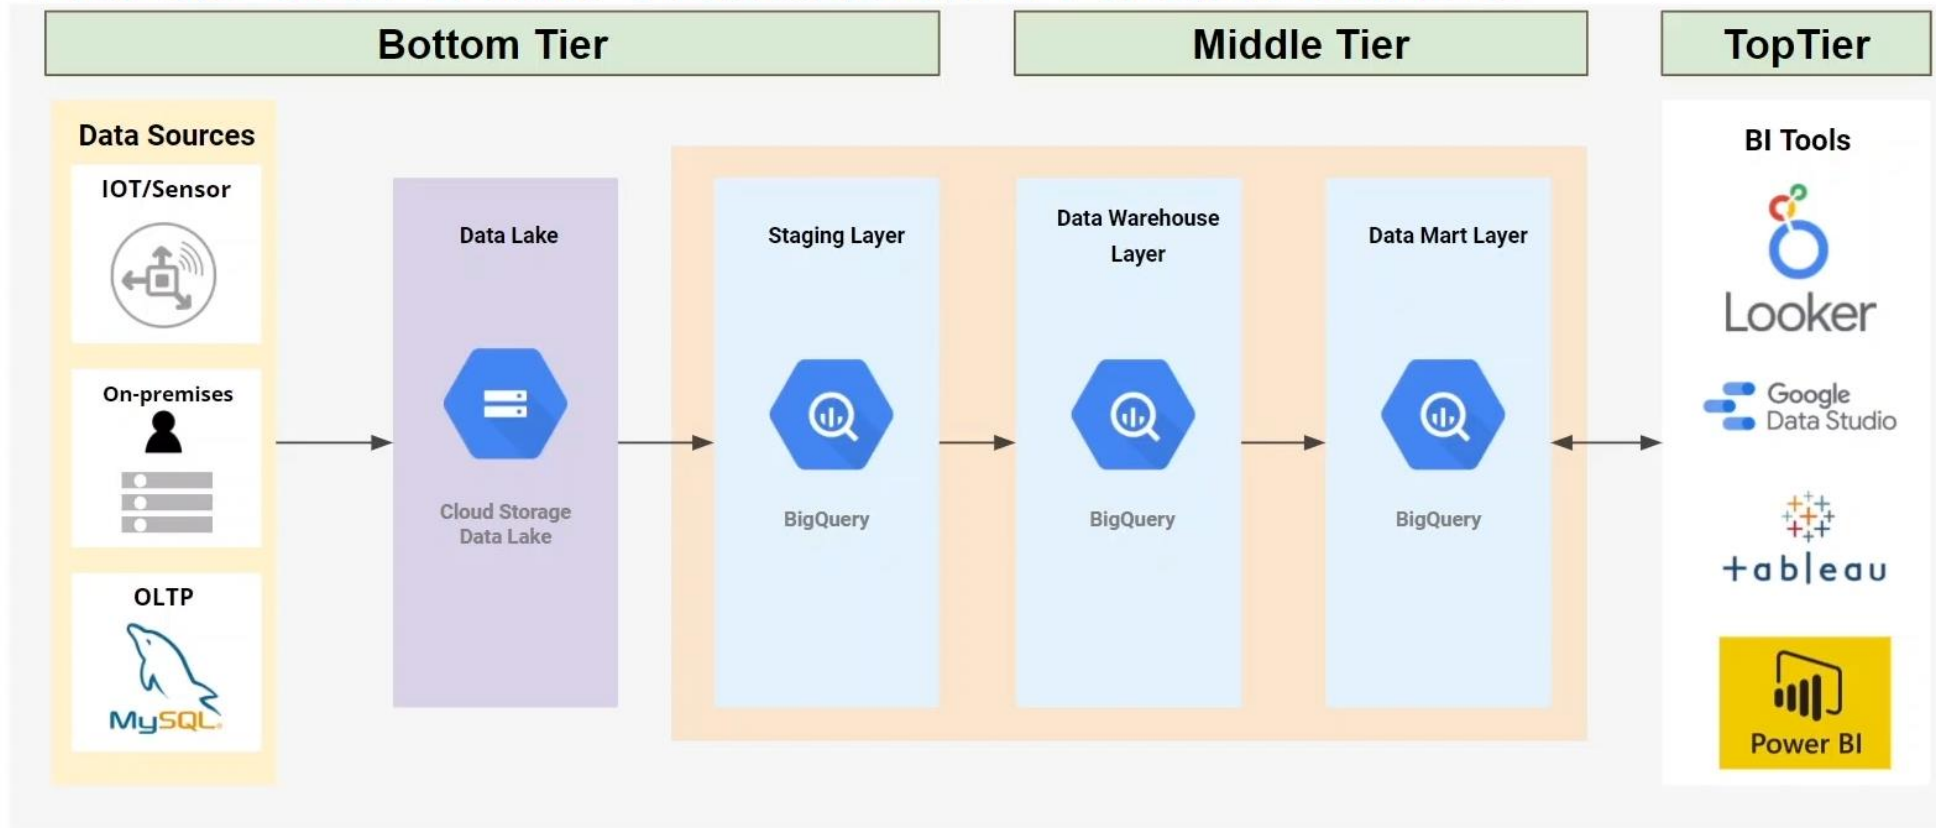 Bottom Tier
Middle Tier
TopTier
Data Sources
IOT/Sensor
On-premises
OLTP
MySQL
Data Lake
Cloud Storage
Data Lake
Staging Layer
BigQuery
Data Warehouse
Layer
BigQuery
Data Mart Layer
BigQuery
BI Tools
Looker
Google
Data Studio
+ableau
Power BI